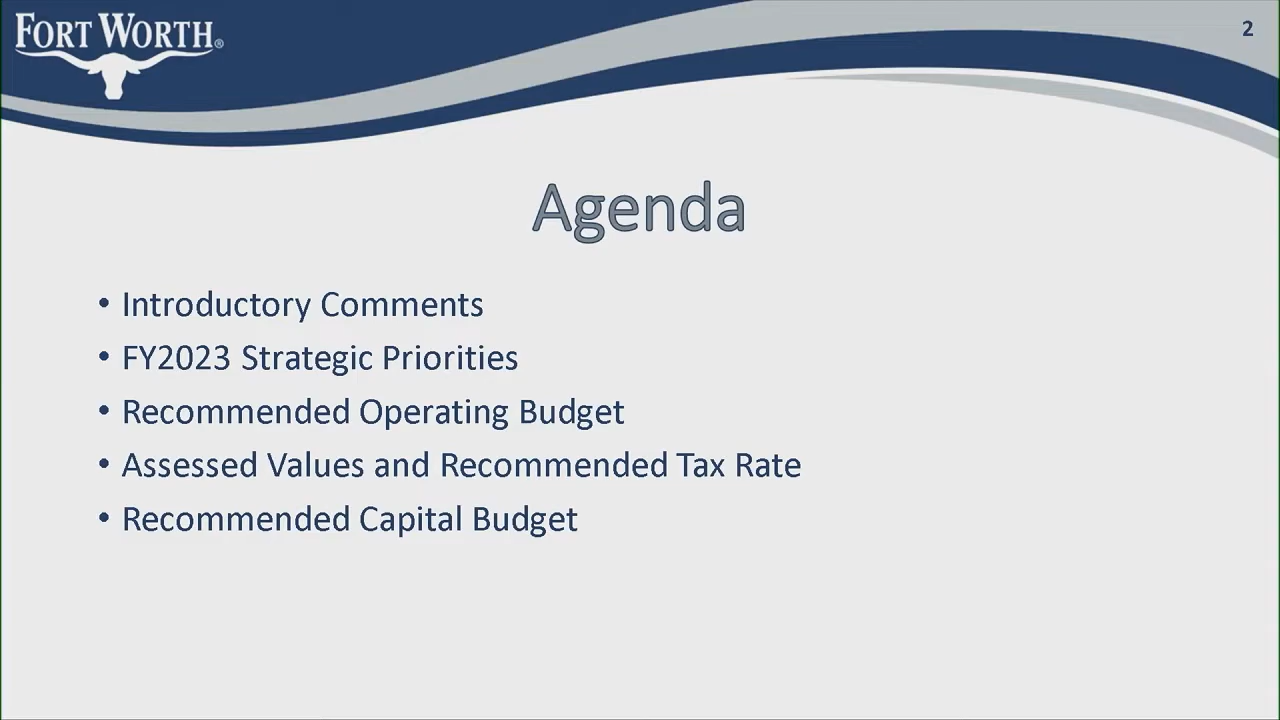 FORT WORTH®
2
Agenda
• Introductory Comments
• FY2023 Strategic Priorities
• Recommended Operating Budget
• Assessed Values and Recommended Tax Rate
• Recommended Capital Budget